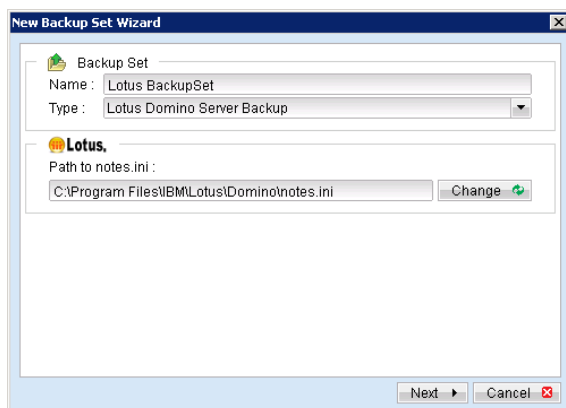 New Backup Set Wizard
Backup Set
Name : Lotus BackupSet
Type : Lotus Domino Server Backup
Lotus.
Path to notes.ini :
C:\Program Files\IBM\Lotus\Domino\notes.ini Change
Next Cancel